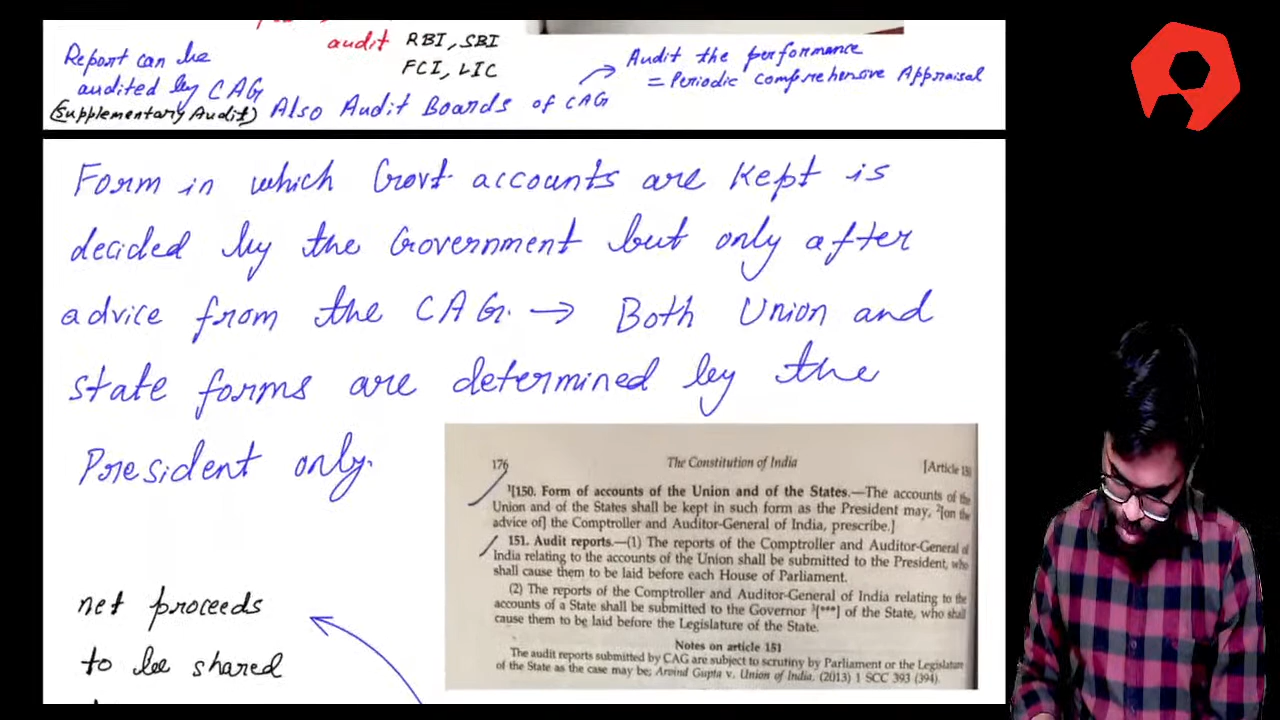 audit RBI, SBI
FCI, LIC
Report can be
audited by CAG
(Supplementary Audit)
Also Audit Boards of CAG
Audit the performance
= Periodic comprehensive Appraisal
Form in which Govt. accounts are kept is
decided by the Government but only after
advice from the CAG. → Both Union and
state forms are determined by the
President only.
176 The Constitution of India [Article 15
¹[150. Form of accounts of the Union and of the States.—The accounts of the
Union and of the States shall be kept in such form as the President may, ²[on the
advice of] the Comptroller and Auditor-General of India, prescribe.]
151. Audit reports.—(1) The reports of the Comptroller and Auditor-General of
India relating to the accounts of the Union shall be submitted to the President, who
shall cause them to be laid before each House of Parliament.
(2) The reports of the Comptroller and Auditor-General of India relating to the
accounts of a State shall be submitted to the Governor ³[***] of the State, who shall
cause them to be laid before the Legislature of the State.
Notes on article 151
The audit reports submitted by CAG are subject to scrutiny by Parliament or the Legislature
of the State as the case may be; Arvind Gupta v. Union of India, (2013) 1 SCC 393 (394).
net proceeds
to be shared